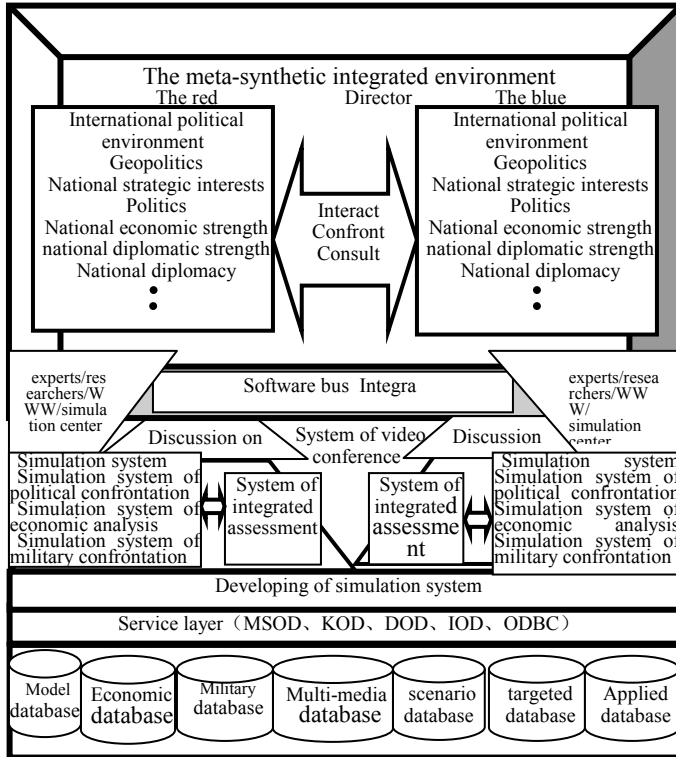 The meta-synthetic integrated environment
The red
Director
The blue
International political
environment
Geopolitics
National strategic interests
Politics
National economic strength
national diplomatic strength
National diplomacy
Interact
Confront
Consult
International political
environment
Geopolitics
National strategic interests
Politics
National economic strength
national diplomatic strength
National diplomacy
experts/res
earchers/W
WW/simula
tion center
Software bus Integra
experts/resea
rchers/WW
W/
simulation
center
Discussion on
System of video
conference
Discussion
Simulation system
Simulation system of
political confrontation
Simulation system of
economic analysis
Simulation system of
military confrontation
System of
integrated
assessment
System of
integrated
assessme
nt
Simulation system
Simulation system of
political confrontation
Simulation system of
economic analysis
Simulation system of
military confrontation
Developing of simulation system
Service layer（MSOD、KOD、DOD、IOD、ODBC）
Model
database
Economic
database
Military
database
Multi-media
database
scenario
database
targeted
database
Applied
database